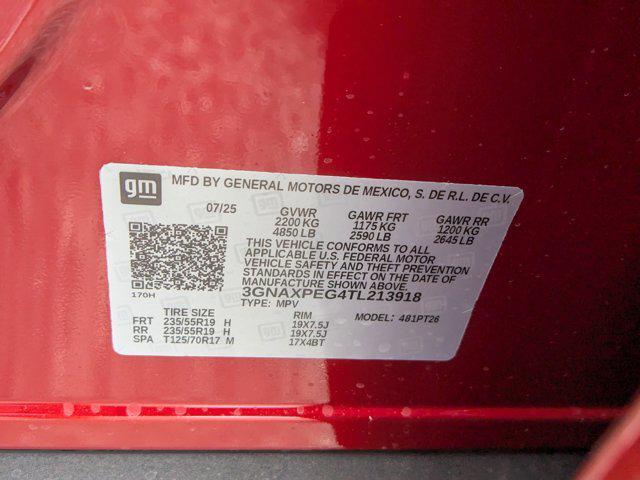 gm
MFD BY GENERAL MOTORS DE MEXICO, S. DE R.L. DE C.V.
07/25 GVWR GAWR FRT GAWR RR
2200 KG 1175 KG 1200 KG
4850 LB 2590 LB 2645 LB
THIS VEHICLE CONFORMS TO ALL
APPLICABLE U.S. FEDERAL MOTOR
VEHICLE SAFETY AND THEFT PREVENTION
STANDARDS IN EFFECT ON THE DATE OF
MANUFACTURE SHOWN ABOVE.
3GNAXPEG4TL213918
170H TYPE: MPV MODEL: 481PT26
TIRE SIZE RIM
FRT 235/55R19 H 19X7.5J
RR 235/55R19 H 19X7.5J
SPA T125/70R17 M 17X4BT